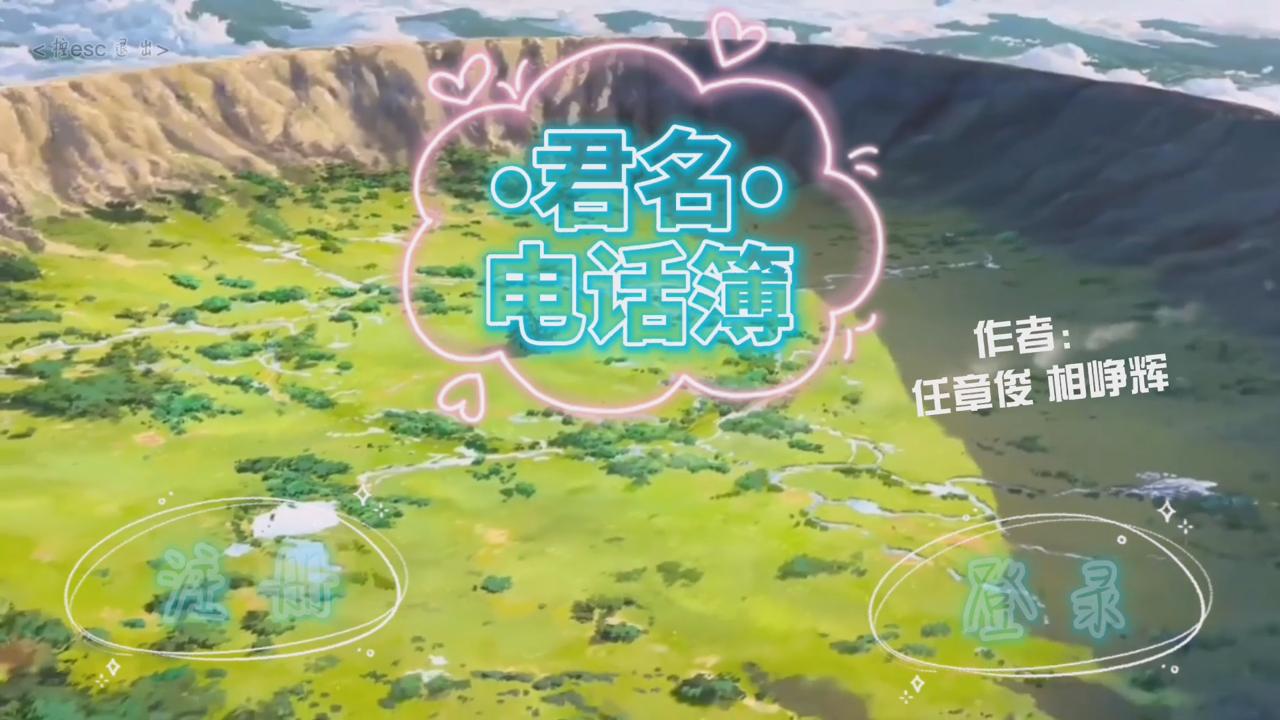 <按esc 退 出>
·君名·
电话簿
作者：
任章俊 相峥辉
注 册
登 录